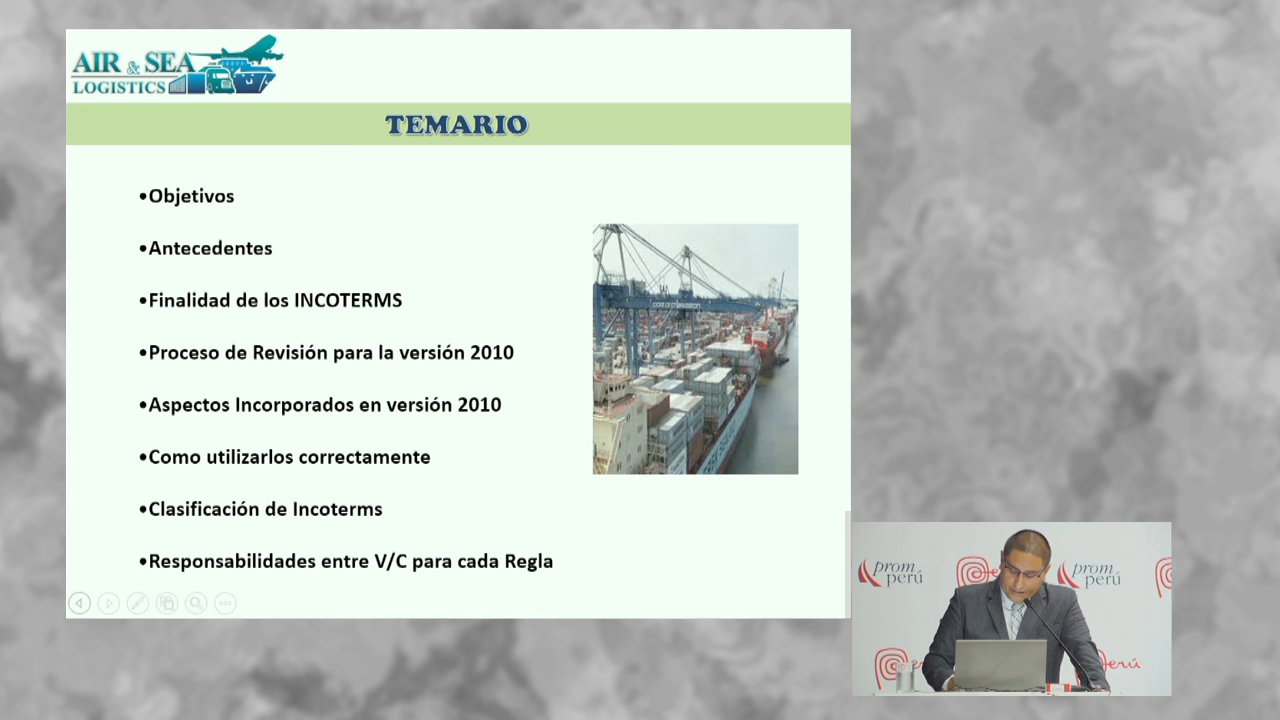 AIR & SEA
LOGISTICS
TEMARIO
•Objetivos
•Antecedentes
•Finalidad de los INCOTERMS
•Proceso de Revisión para la versión 2010
•Aspectos Incorporados en versión 2010
•Como utilizarlos correctamente
•Clasificación de Incoterms
•Responsabilidades entre V/C para cada Regla
prom
perú
prom
perú